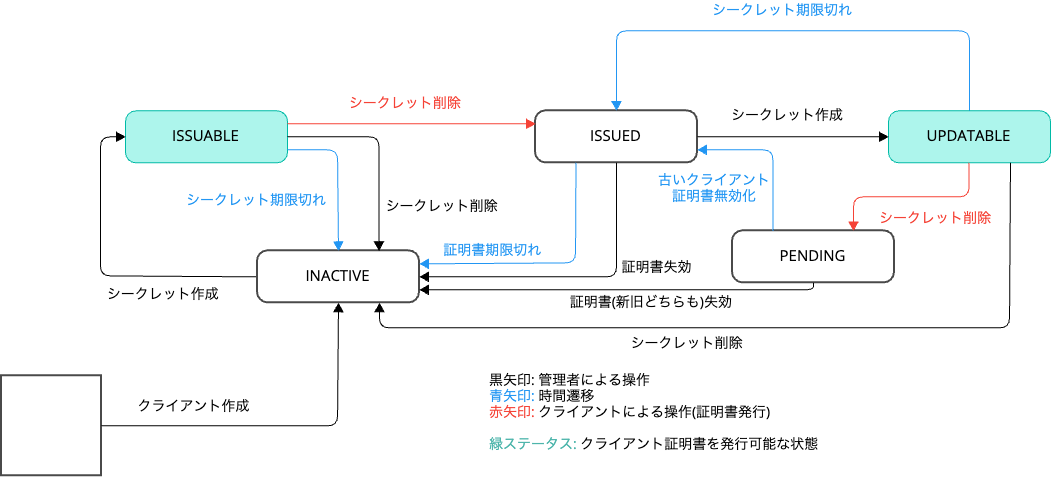 シークレット期限切れ
シークレット削除
シークレット作成
ISSUABLE
ISSUED
UPDATABLE
シークレット期限切れ
シークレット削除
古いクライアント
証明書無効化
シークレット削除
証明書期限切れ
PENDING
INACTIVE
証明書失効
シークレット作成
証明書(新旧どちらも)失効
シークレット削除
黒矢印: 管理者による操作
青矢印: 時間遷移
赤矢印: クライアントによる操作(証明書発行)
クライアント作成
緑ステータス: クライアント証明書を発行可能な状態